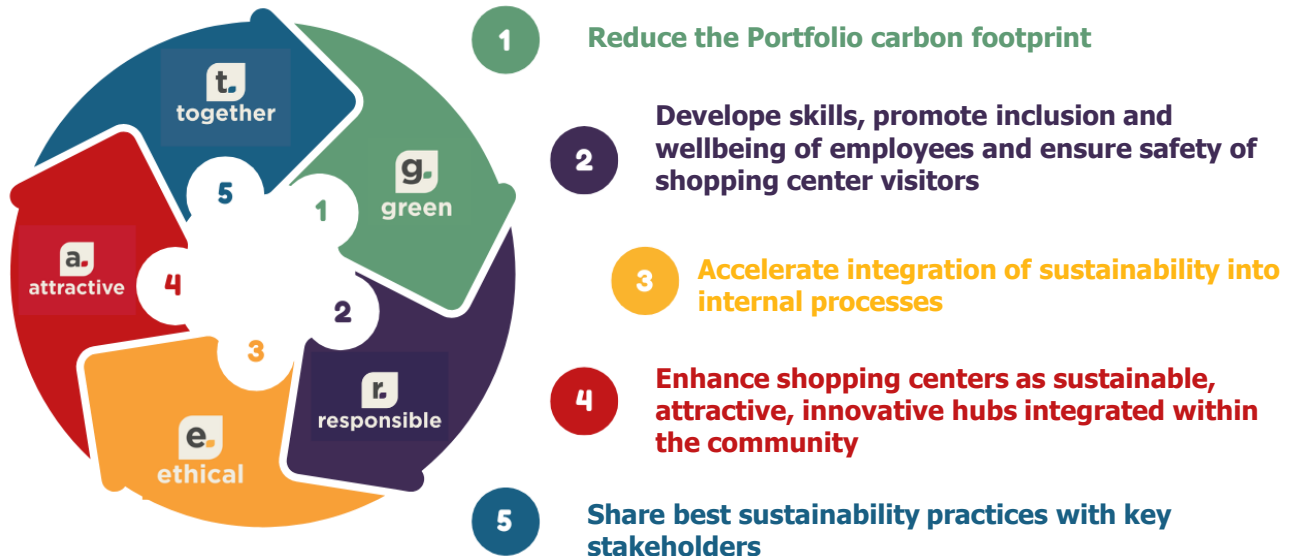 t.
together
5
g.
green
1
a.
attractive
4
2
r.
responsible
3
e.
ethical
1
Reduce the Portfolio carbon footprint
2
Develope skills, promote inclusion and
wellbeing of employees and ensure safety of
shopping center visitors
3
Accelerate integration of sustainability into
internal processes
4
Enhance shopping centers as sustainable,
attractive, innovative hubs integrated within
the community
5
Share best sustainability practices with key
stakeholders